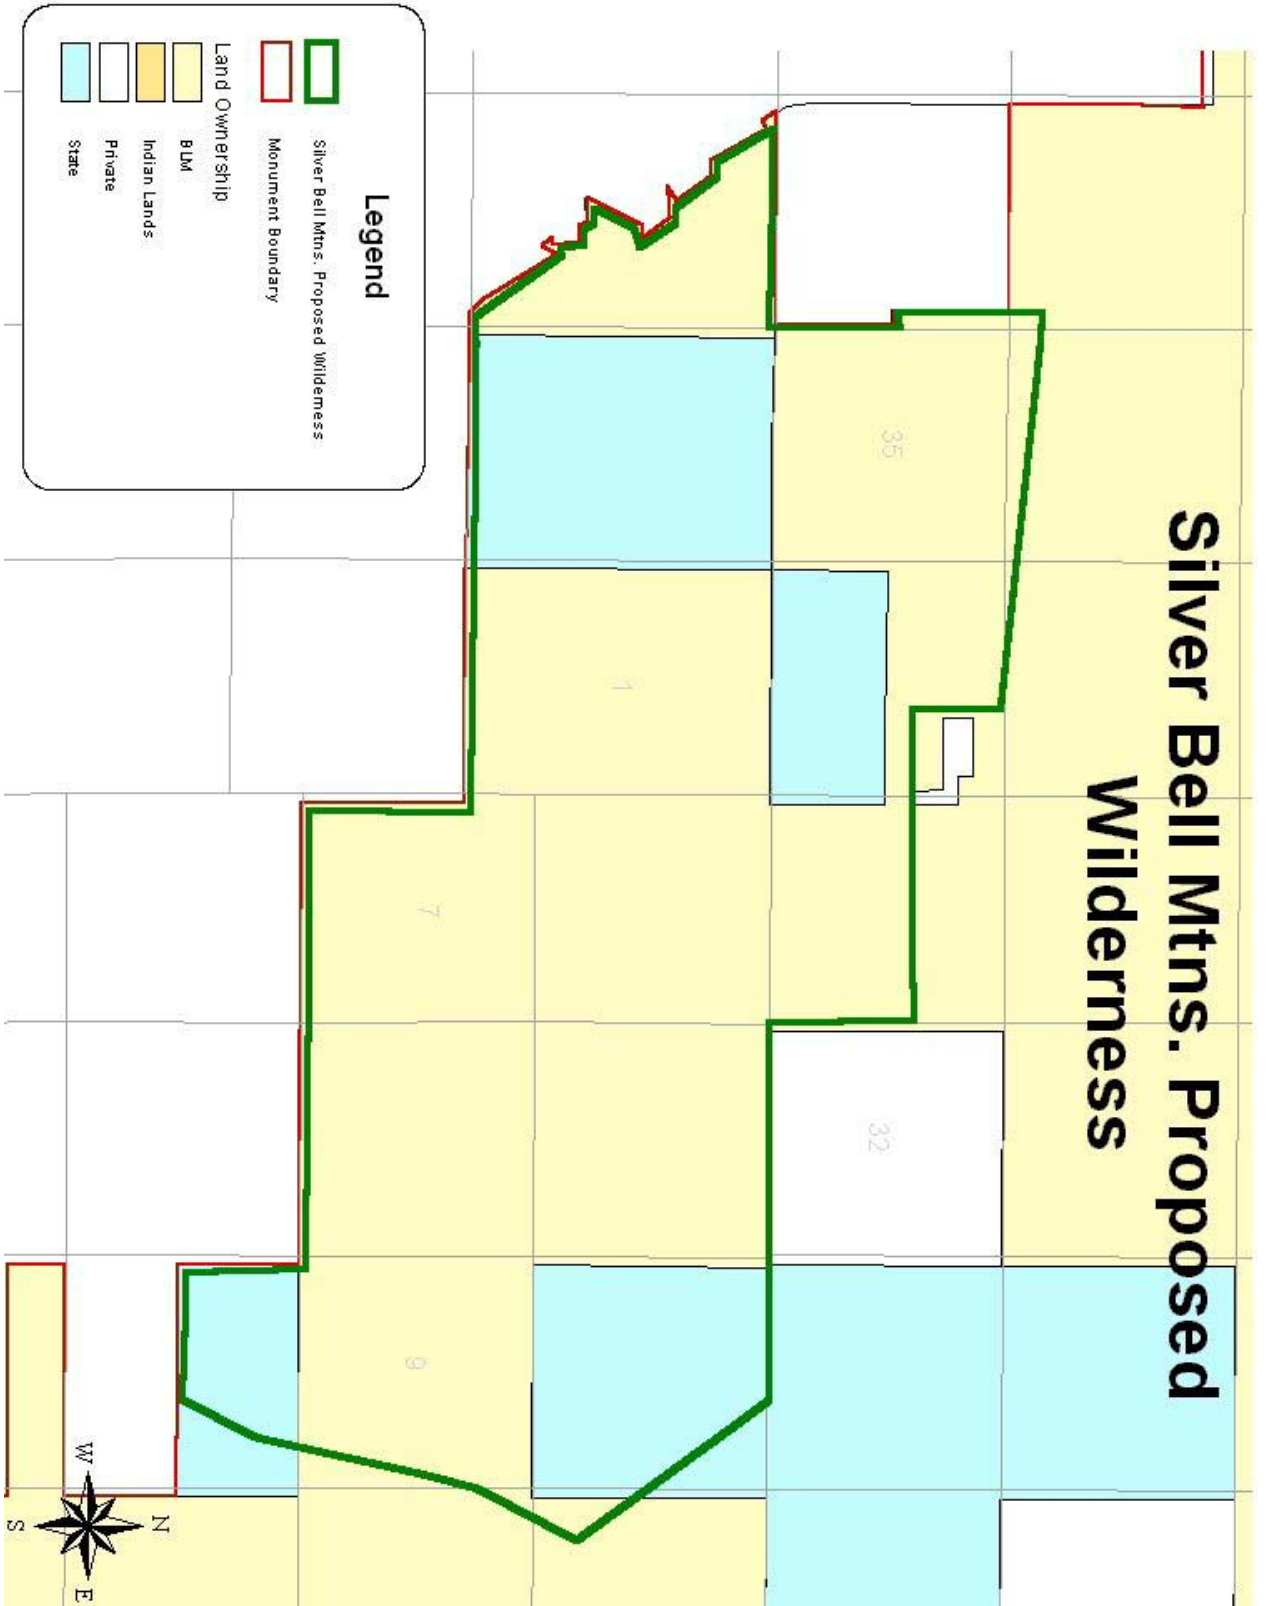 Silver Bell Mtns. Proposed
Wilderness
35
1
7
32
9
Legend
Silver Bell Mtns. Proposed Wilderness
Monument Boundary
Land Ownership
BLM
Indian Lands
Private
State
N
W
E
S